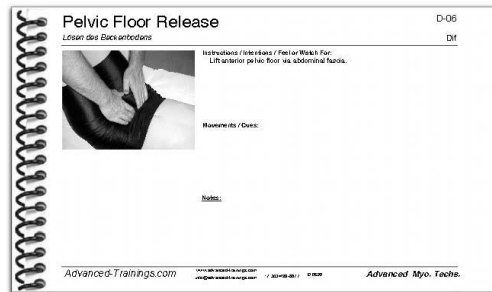 Pelvic Floor Release
D-06
Lösen des Beckenbodens
Dif
Instructions / Intentions / Feel or Watch For:
Lift anterior pelvic floor via abdominal fascia.
Movements / Cues:
Notes:
Advanced-Trainings.com
Advanced Myo. Techs.